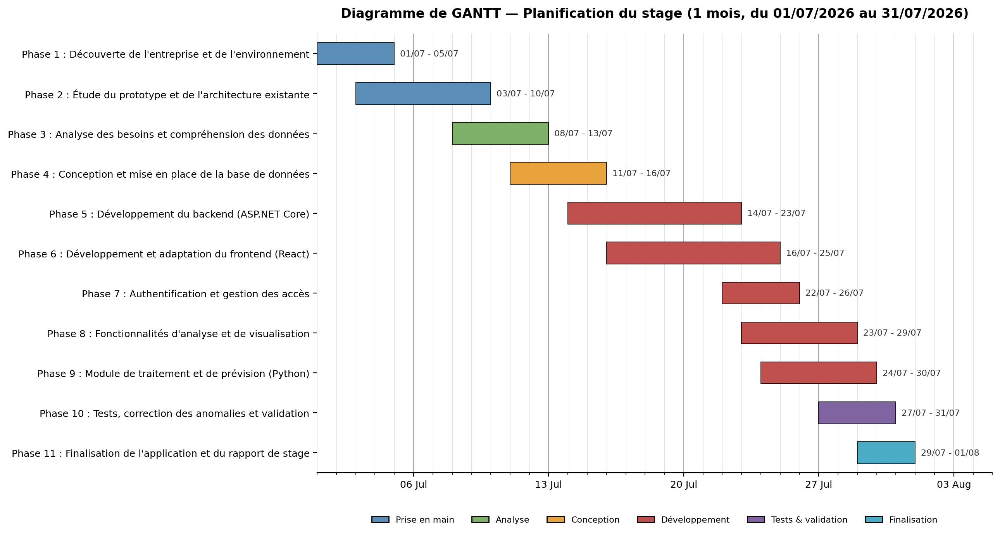 Diagramme de GANTT — Planification du stage (1 mois, du 01/07/2026 au 31/07/2026)
Phase 1 : Découverte de l'entreprise et de l'environnement 01/07 - 05/07
Phase 2 : Étude du prototype et de l'architecture existante 03/07 - 10/07
Phase 3 : Analyse des besoins et compréhension des données 08/07 - 13/07
Phase 4 : Conception et mise en place de la base de données 11/07 - 16/07
Phase 5 : Développement du backend (ASP.NET Core) 14/07 - 23/07
Phase 6 : Développement et adaptation du frontend (React) 16/07 - 25/07
Phase 7 : Authentification et gestion des accès 22/07 - 26/07
Phase 8 : Fonctionnalités d'analyse et de visualisation 23/07 - 29/07
Phase 9 : Module de traitement et de prévision (Python) 24/07 - 30/07
Phase 10 : Tests, correction des anomalies et validation 27/07 - 31/07
Phase 11 : Finalisation de l'application et du rapport de stage 29/07 - 01/08
06 Jul 13 Jul 20 Jul 27 Jul 03 Aug
Prise en main Analyse Conception Développement Tests & validation Finalisation